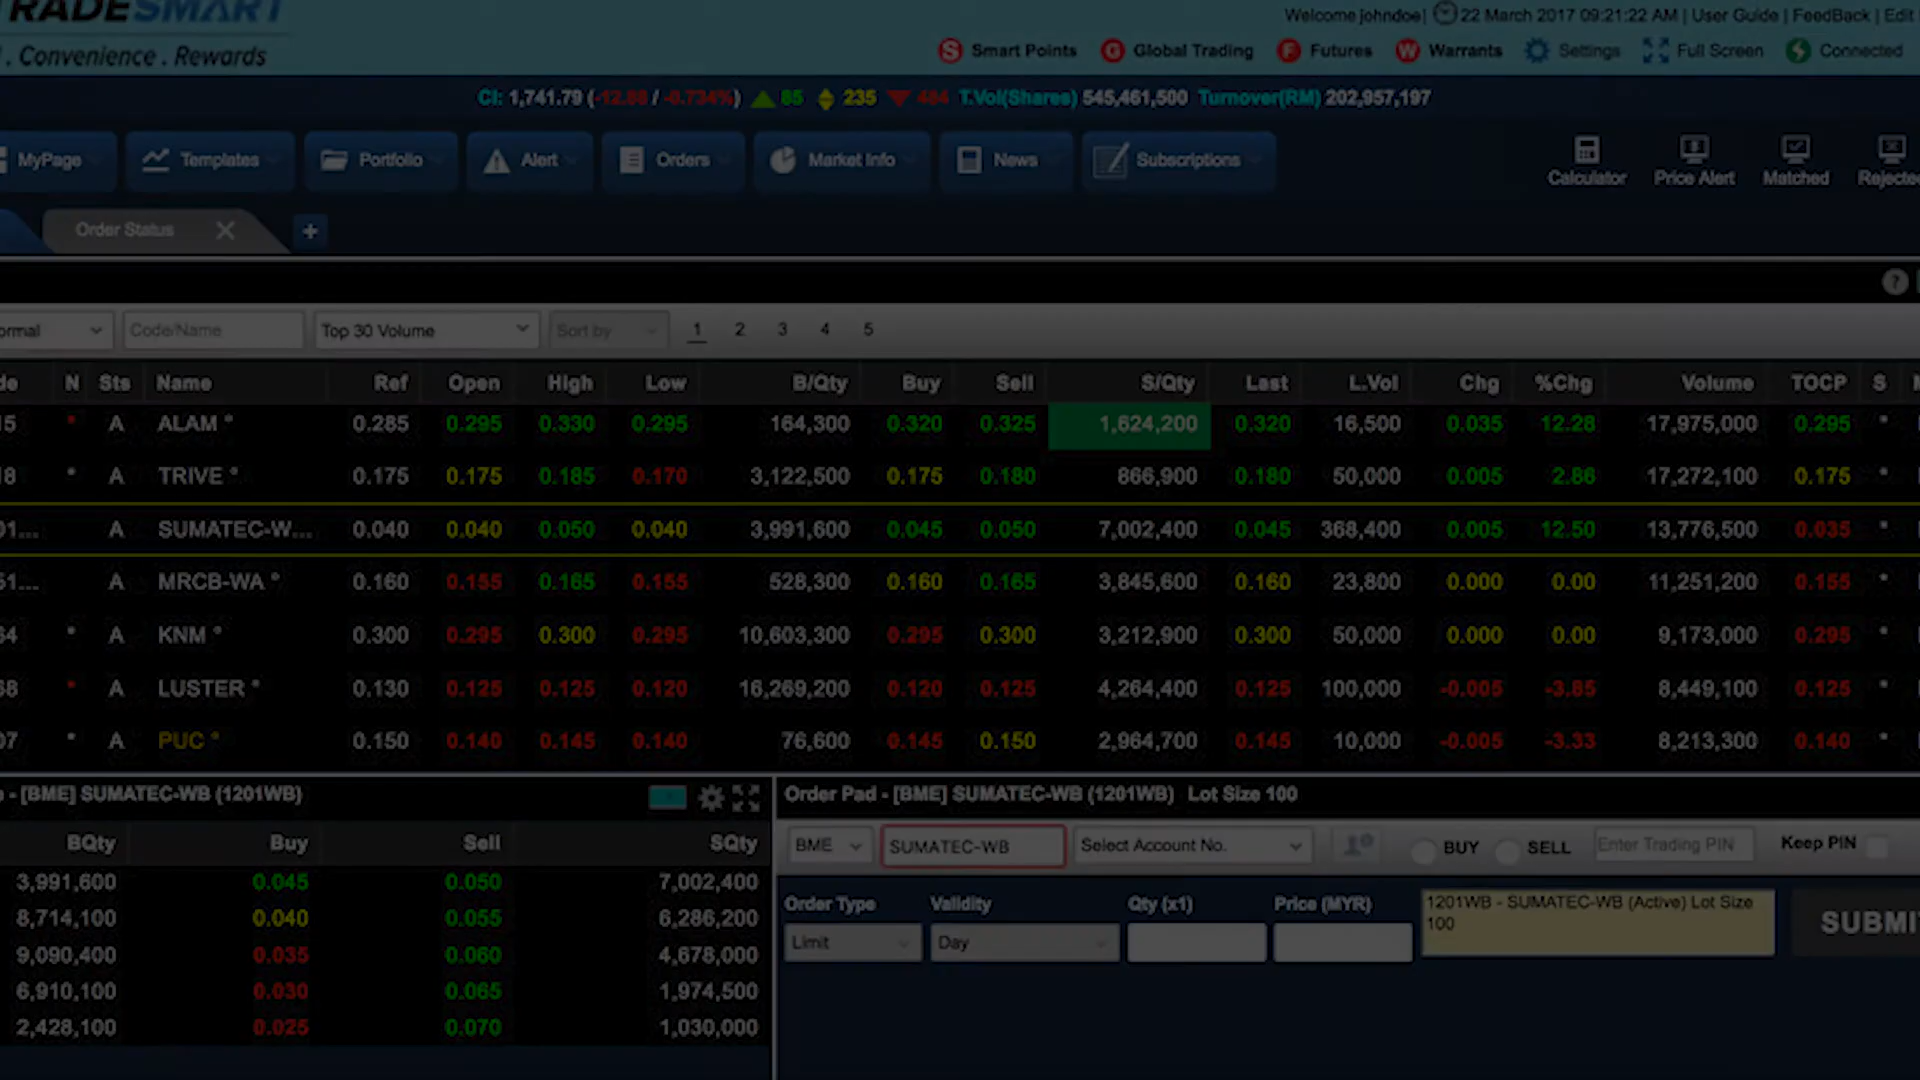 TRADESMART
. Convenience . Rewards
Welcome johndoe| 22 March 2017 09:21:22 AM | User Guide | FeedBack | Edit
Smart Points Global Trading Futures Warrants Settings Full Screen Connected
CI: 1,741.79 (-12.88 / -0.734%) 85 235 484 T.Vol(Shares) 545,461,500 Turnover(RM) 202,957,197
MyPage Templates Portfolio Alert Orders Market Info News Subscriptions
Calculator Price Alert Matched Rejected
Order Status X +
?
ormal Code/Name Top 30 Volume Sort by 1 2 3 4 5
de N Sts Name Ref Open High Low B/Qty Buy Sell S/Qty Last L.Vol Chg %Chg Volume TOCP S
15 * A ALAM * 0.285 0.295 0.330 0.295 164,300 0.320 0.325 1,624,200 0.320 16,500 0.035 12.28 17,975,000 0.295 *
18 * A TRIVE * 0.175 0.175 0.185 0.170 3,122,500 0.175 0.180 866,900 0.180 50,000 0.005 2.86 17,272,100 0.175 *
01... A SUMATEC-W... 0.040 0.040 0.050 0.040 3,991,600 0.045 0.050 7,002,400 0.045 368,400 0.005 12.50 13,776,500 0.035 *
51... A MRCB-WA * 0.160 0.155 0.165 0.155 528,300 0.160 0.165 3,845,600 0.160 23,800 0.000 0.00 11,251,200 0.155 *
64 * A KNM * 0.300 0.295 0.300 0.295 10,603,300 0.295 0.300 3,212,900 0.300 50,000 0.000 0.00 9,173,000 0.295 *
68 * A LUSTER * 0.130 0.125 0.125 0.120 16,269,200 0.120 0.125 4,264,400 0.125 100,000 -0.005 -3.85 8,449,100 0.125 *
07 * A PUC * 0.150 0.140 0.145 0.140 76,600 0.145 0.150 2,964,700 0.145 10,000 -0.005 -3.33 8,213,300 0.140 *
- [BME] SUMATEC-WB (1201WB)
BQty Buy Sell SQty
3,991,600 0.045 0.050 7,002,400
8,714,100 0.040 0.055 6,286,200
9,090,400 0.035 0.060 4,678,000
6,910,100 0.030 0.065 1,974,500
2,428,100 0.025 0.070 1,030,000
Order Pad - [BME] SUMATEC-WB (1201WB) Lot Size 100
BME SUMATEC-WB Select Account No. BUY SELL Enter Trading PIN Keep PIN
Order Type Validity Qty (x1) Price (MYR)
Limit Day
1201WB - SUMATEC-WB (Active) Lot Size
100
SUBMIT